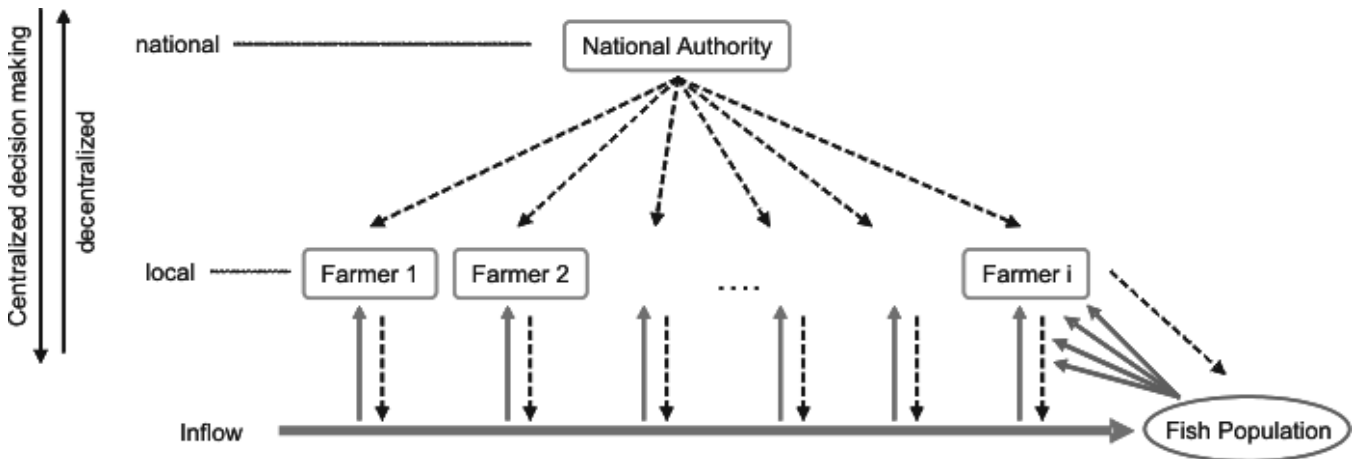 Centralized decision making
decentralized
national
National Authority
local
Farmer 1
Farmer 2
....
Farmer i
Inflow
Fish Population